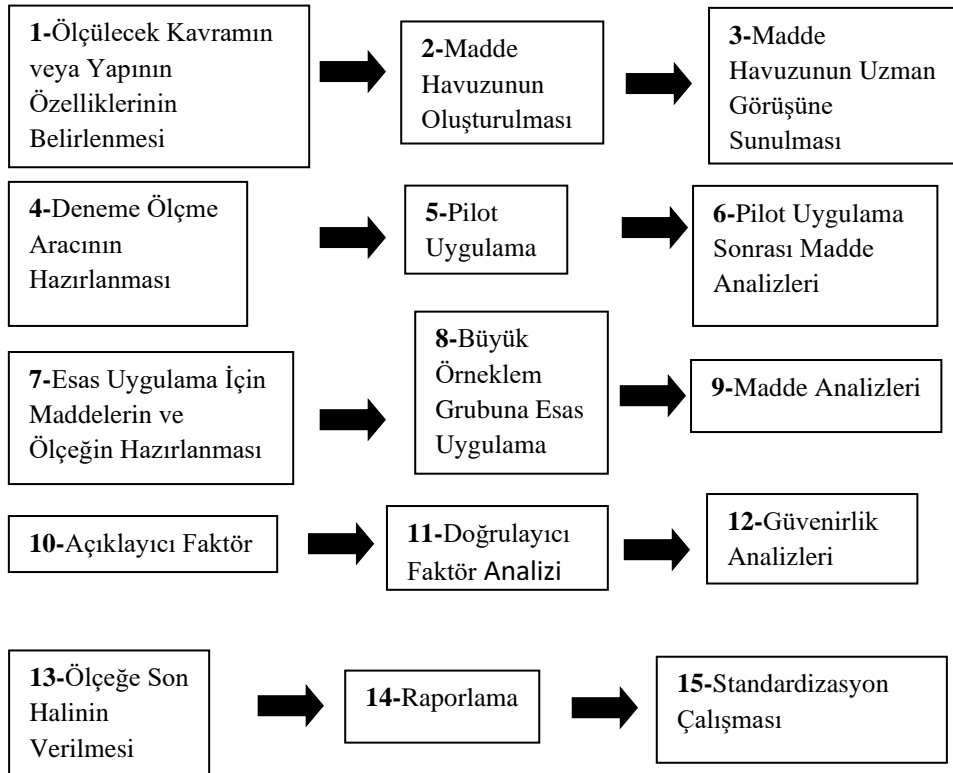 1-Ölçülecek Kavramın
veya Yapının
Özelliklerinin
Belirlenmesi
2-Madde
Havuzunun
Oluşturulması
3-Madde
Havuzunun Uzman
Görüşüne
Sunulması
4-Deneme Ölçme
Aracının
Hazırlanması
5-Pilot
Uygulama
6-Pilot Uygulama
Sonrası Madde
Analizleri
7-Esas Uygulama İçin
Maddelerin ve
Ölçeğin Hazırlanması
8-Büyük
Örneklem
Grubuna Esas
Uygulama
9-Madde Analizleri
10-Açıklayıcı Faktör
11-Doğrulayıcı
Faktör Analizi
12-Güvenirlik
Analizleri
13-Ölçeğe Son
Halinin
Verilmesi
14-Raporlama
15-Standardizasyon
Çalışması